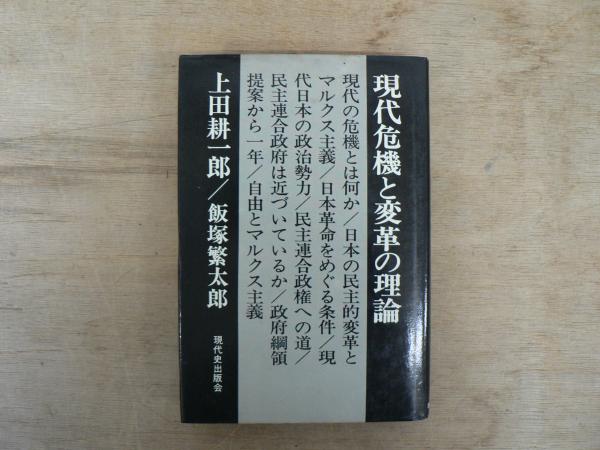 現代危機と変革の理論
現代の危機とは何か/日本の民主的変革と
マルクス主義/日本革命をめぐる条件/現
代日本の政治勢力/民主連合政権への道/
民主連合政府は近づいているか/政府綱領
提案から一年/自由とマルクス主義
上田耕一郎/飯塚繁太郎
現代史出版会